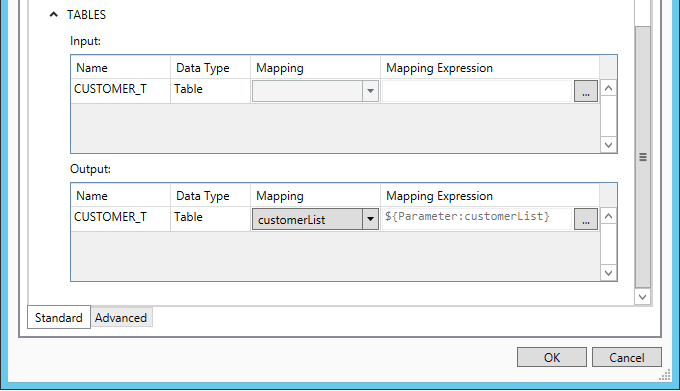 TABLES
Input:
Name Data Type Mapping Mapping Expression
CUSTOMER_T Table ...
Output:
Name Data Type Mapping Mapping Expression
CUSTOMER_T Table customerList ${Parameter:customerList} ...
Standard Advanced
OK Cancel